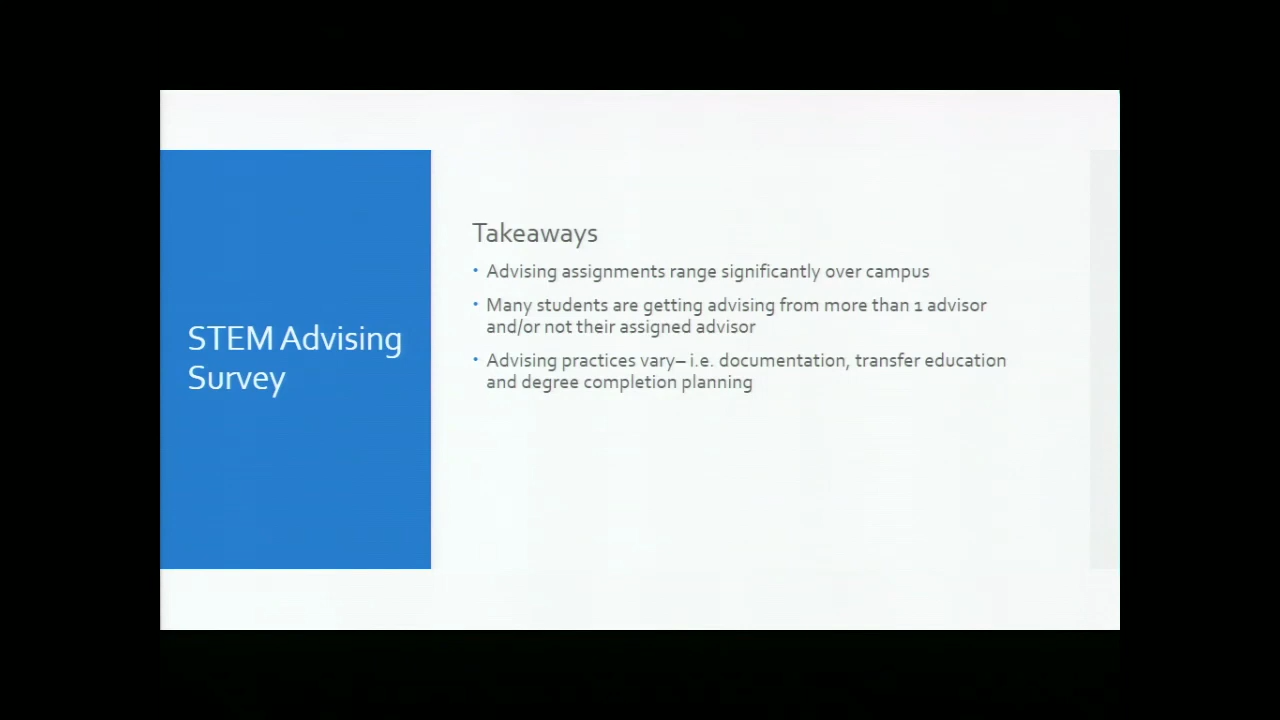 STEM Advising
Survey
Takeaways
• Advising assignments range significantly over campus
• Many students are getting advising from more than 1 advisor
and/or not their assigned advisor
• Advising practices vary– i.e. documentation, transfer education
and degree completion planning